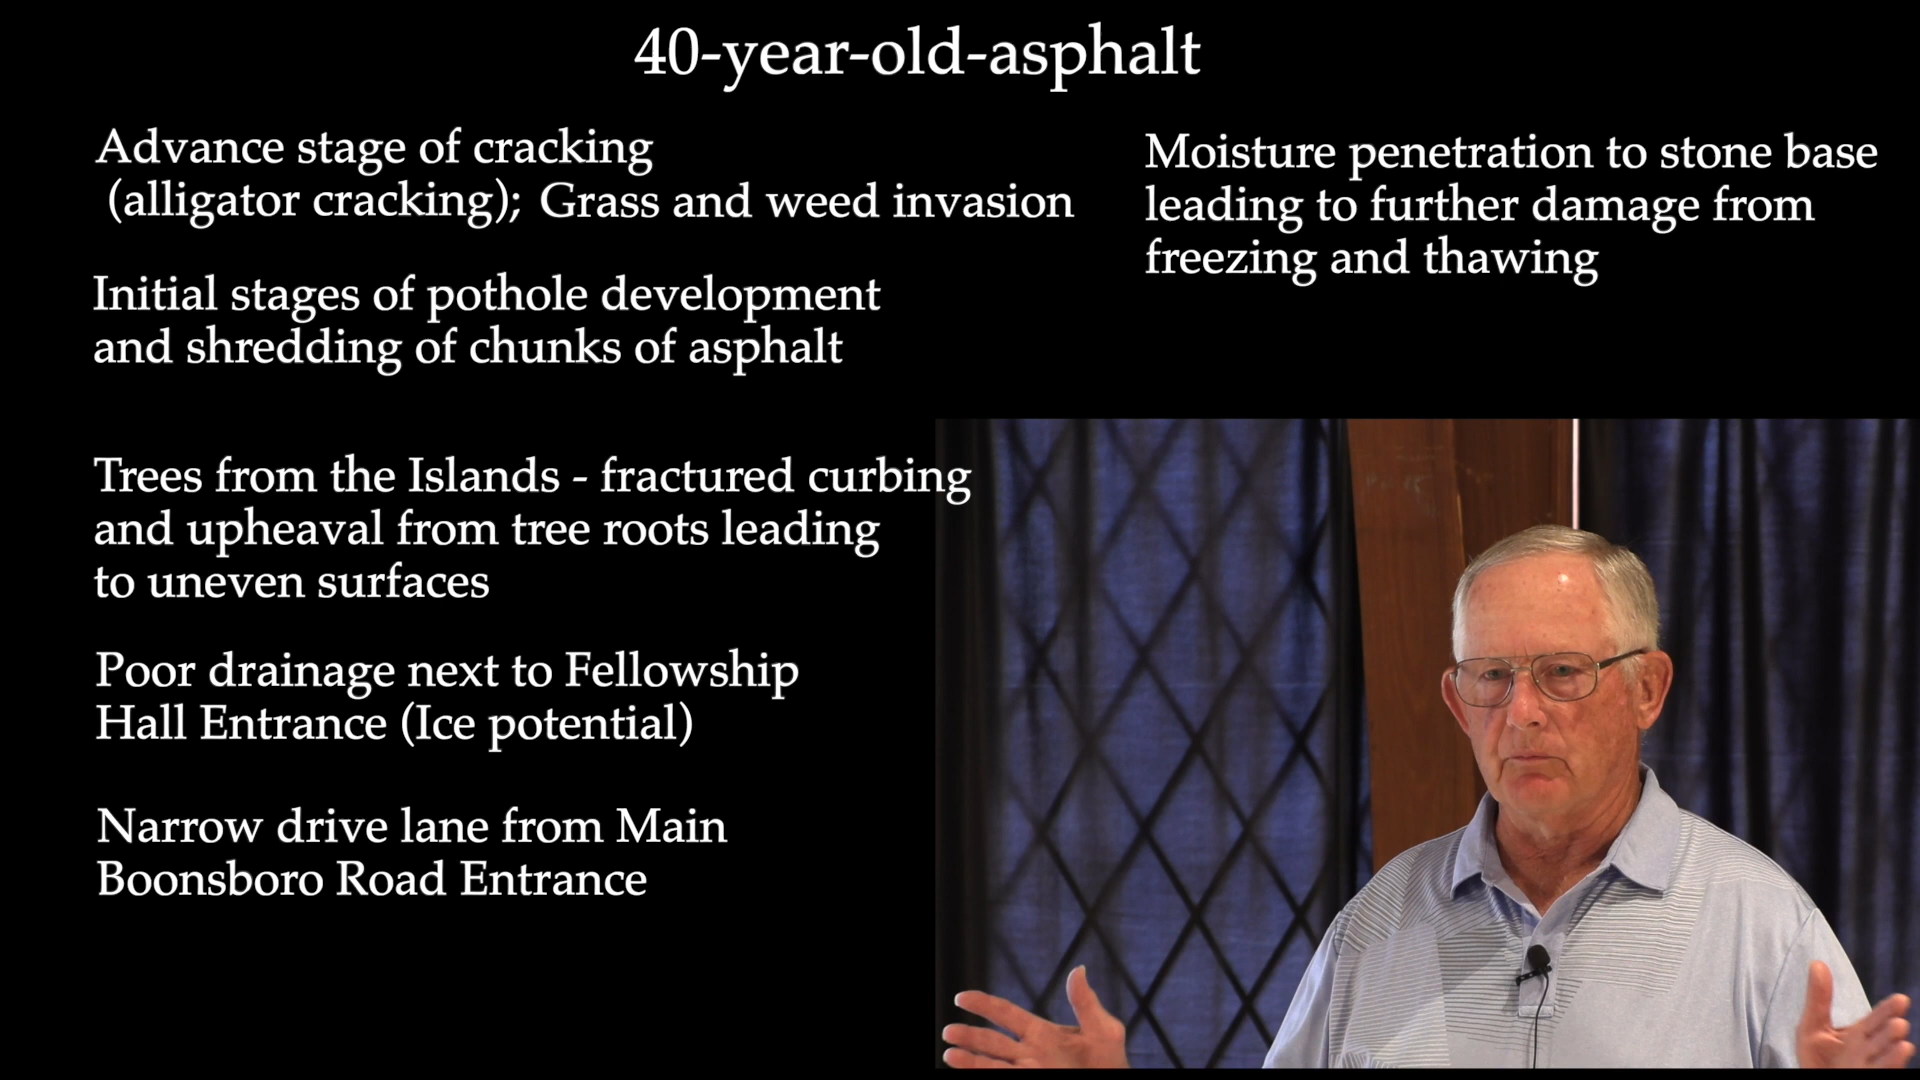 40-year-old-asphalt
Advance stage of cracking
(alligator cracking); Grass and weed invasion
Initial stages of pothole development
and shredding of chunks of asphalt
Trees from the Islands - fractured curbing
and upheaval from tree roots leading
to uneven surfaces
Poor drainage next to Fellowship
Hall Entrance (Ice potential)
Narrow drive lane from Main
Boonsboro Road Entrance
Moisture penetration to stone base
leading to further damage from
freezing and thawing